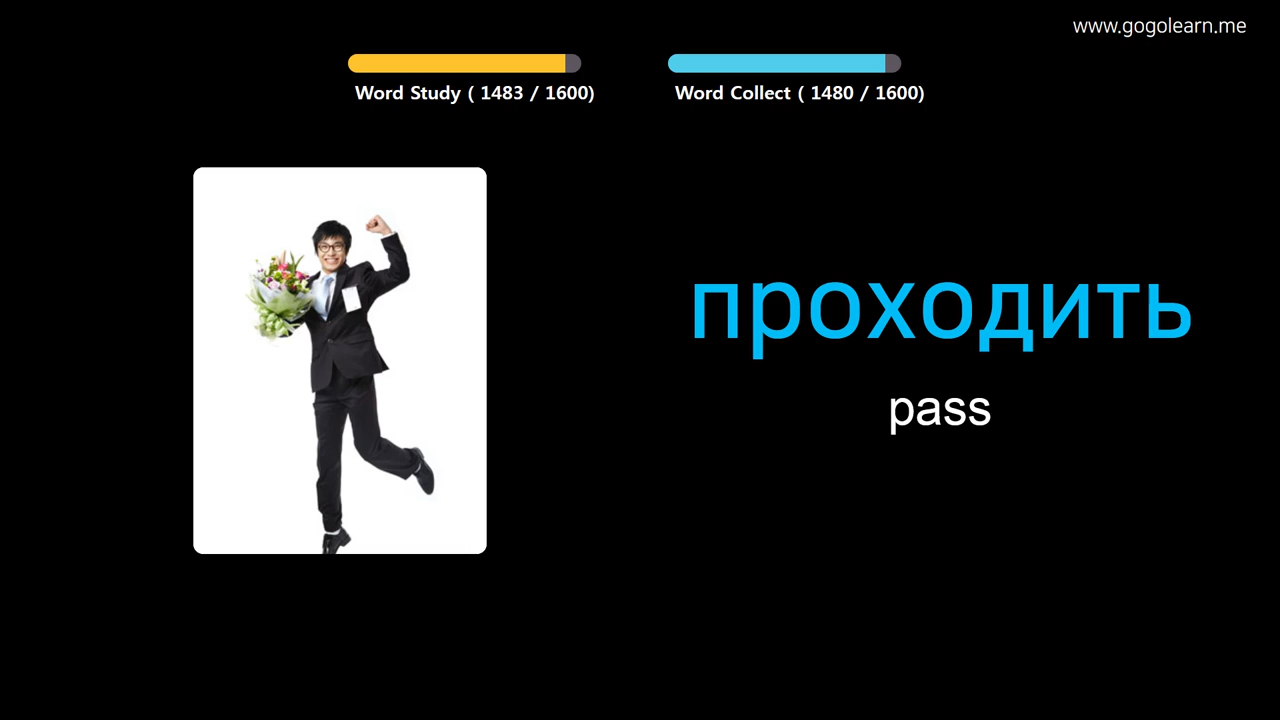 www.gogolearn.me
Word Study ( 1483 / 1600)
Word Collect ( 1480 / 1600)
проходить
pass